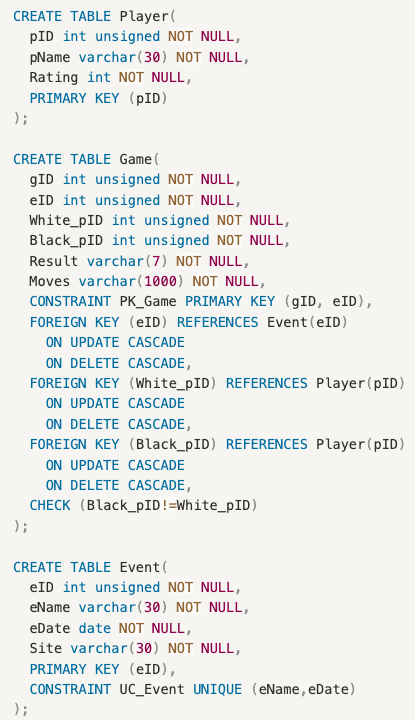 CREATE TABLE Player(
  pID int unsigned NOT NULL,
  pName varchar(30) NOT NULL,
  Rating int NOT NULL,
  PRIMARY KEY (pID)
);

CREATE TABLE Game(
  gID int unsigned NOT NULL,
  eID int unsigned NOT NULL,
  White_pID int unsigned NOT NULL,
  Black_pID int unsigned NOT NULL,
  Result varchar(7) NOT NULL,
  Moves varchar(1000) NOT NULL,
  CONSTRAINT PK_Game PRIMARY KEY (gID, eID),
  FOREIGN KEY (eID) REFERENCES Event(eID)
    ON UPDATE CASCADE
    ON DELETE CASCADE,
  FOREIGN KEY (White_pID) REFERENCES Player(pID)
    ON UPDATE CASCADE
    ON DELETE CASCADE,
  FOREIGN KEY (Black_pID) REFERENCES Player(pID)
    ON UPDATE CASCADE
    ON DELETE CASCADE,
  CHECK (Black_pID!=White_pID)
);

CREATE TABLE Event(
  eID int unsigned NOT NULL,
  eName varchar(30) NOT NULL,
  eDate date NOT NULL,
  Site varchar(30) NOT NULL,
  PRIMARY KEY (eID),
  CONSTRAINT UC_Event UNIQUE (eName,eDate)
);